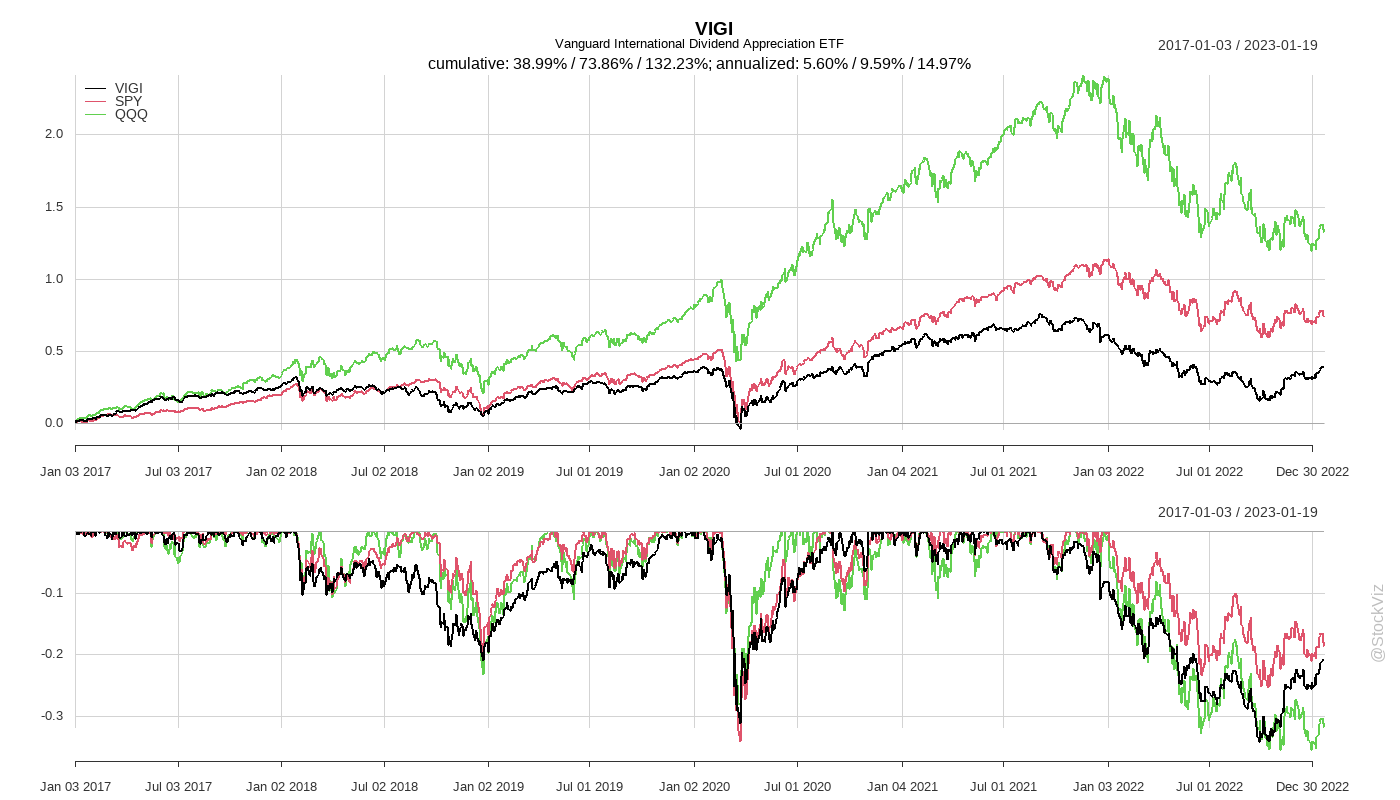 VIGI
Vanguard International Dividend Appreciation ETF
2017-01-03 / 2023-01-19
cumulative: 38.99% / 73.86% / 132.23%; annualized: 5.60% / 9.59% / 14.97%
VIGI
SPY
QQQ
2.0
1.5
1.0
0.5
0.0
Jan 03 2017 Jul 03 2017 Jan 02 2018 Jul 02 2018 Jan 02 2019 Jul 01 2019 Jan 02 2020 Jul 01 2020 Jan 04 2021 Jul 01 2021 Jan 03 2022 Jul 01 2022 Dec 30 2022
2017-01-03 / 2023-01-19
-0.1
-0.2
-0.3
Jan 03 2017 Jul 03 2017 Jan 02 2018 Jul 02 2018 Jan 02 2019 Jul 01 2019 Jan 02 2020 Jul 01 2020 Jan 04 2021 Jul 01 2021 Jan 03 2022 Jul 01 2022 Dec 30 2022
@StockViz